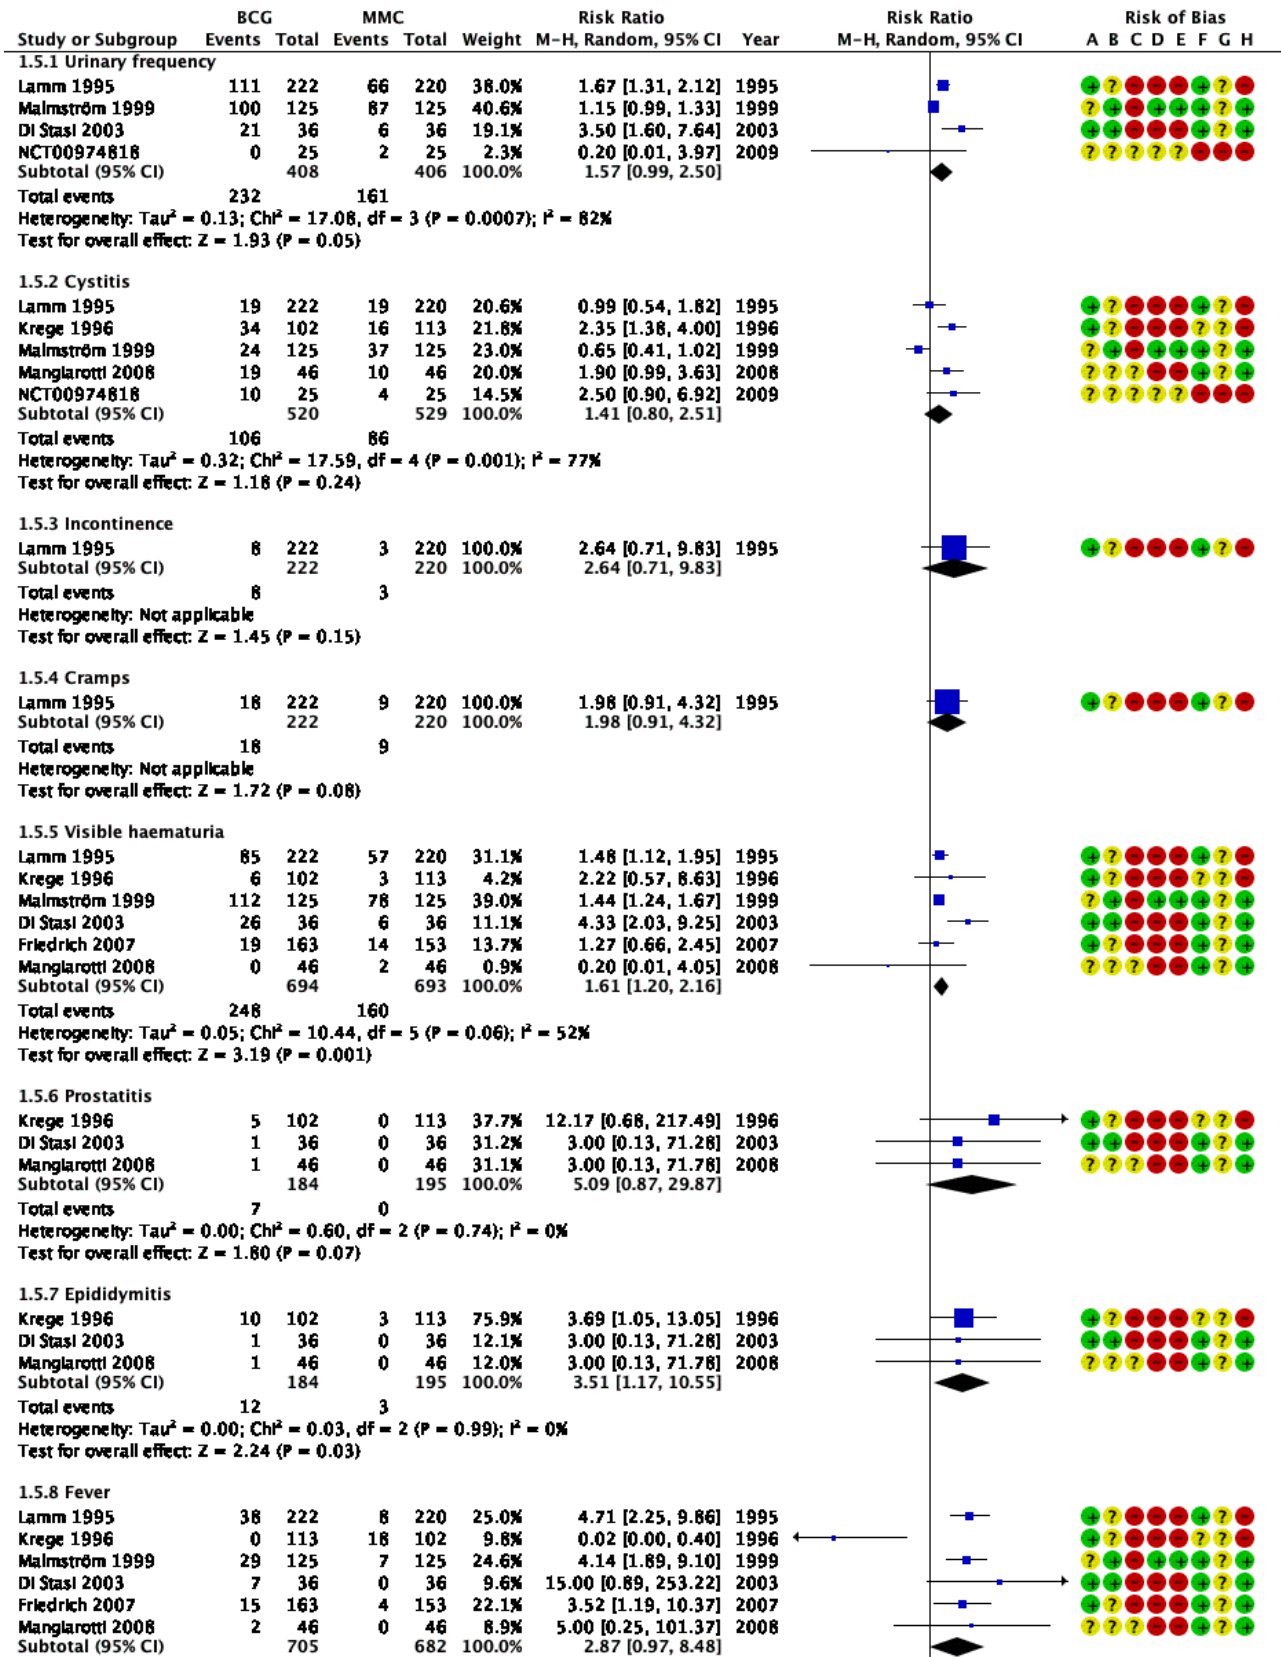 BCG MMC Risk Ratio Risk Ratio Risk of Bias
Study or Subgroup Events Total Events Total Weight M-H, Random, 95% CI Year M-H, Random, 95% CI A B C D E F G H
1.5.1 Urinary frequency
Lamm 1995 111 222 66 220 38.0% 1.67 [1.31, 2.12] 1995 + ? - - - + ? -
Malmström 1999 100 125 87 125 40.6% 1.15 [0.99, 1.33] 1999 ? + - + + + ? +
Di Stasi 2003 21 36 6 36 19.1% 3.50 [1.60, 7.64] 2003 + + - - - + ? +
NCT00974818 0 25 2 25 2.3% 0.20 [0.01, 3.97] 2009 ? ? ? ? ? - - -
Subtotal (95% CI) 408 406 100.0% 1.57 [0.99, 2.50]
Total events 232 161
Heterogeneity: Tau² = 0.13; Chi² = 17.08, df = 3 (P = 0.0007); I² = 82%
Test for overall effect: Z = 1.93 (P = 0.05)
1.5.2 Cystitis
Lamm 1995 19 222 19 220 20.6% 0.99 [0.54, 1.82] 1995 + ? - - - + ? -
Krege 1996 34 102 16 113 21.8% 2.35 [1.38, 4.00] 1996 + ? - - - ? ? -
Malmström 1999 24 125 37 125 23.0% 0.65 [0.41, 1.02] 1999 ? + - + + + ? +
Mangiarotti 2008 19 46 10 46 20.0% 1.90 [0.99, 3.63] 2008 ? ? ? - - + ? +
NCT00974818 10 25 4 25 14.5% 2.50 [0.90, 6.92] 2009 ? ? ? ? ? - - -
Subtotal (95% CI) 520 529 100.0% 1.41 [0.80, 2.51]
Total events 106 86
Heterogeneity: Tau² = 0.32; Chi² = 17.59, df = 4 (P = 0.001); I² = 77%
Test for overall effect: Z = 1.18 (P = 0.24)
1.5.3 Incontinence
Lamm 1995 8 222 3 220 100.0% 2.64 [0.71, 9.83] 1995 + ? - - - + ? -
Subtotal (95% CI) 222 220 100.0% 2.64 [0.71, 9.83]
Total events 8 3
Heterogeneity: Not applicable
Test for overall effect: Z = 1.45 (P = 0.15)
1.5.4 Cramps
Lamm 1995 18 222 9 220 100.0% 1.98 [0.91, 4.32] 1995 + ? - - - + ? -
Subtotal (95% CI) 222 220 100.0% 1.98 [0.91, 4.32]
Total events 18 9
Heterogeneity: Not applicable
Test for overall effect: Z = 1.72 (P = 0.08)
1.5.5 Visible haematuria
Lamm 1995 85 222 57 220 31.1% 1.48 [1.12, 1.95] 1995 + ? - - - + ? -
Krege 1996 6 102 3 113 4.2% 2.22 [0.57, 8.63] 1996 + ? - - - ? ? -
Malmström 1999 112 125 78 125 39.0% 1.44 [1.24, 1.67] 1999 ? + - + + + ? +
Di Stasi 2003 26 36 6 36 11.1% 4.33 [2.03, 9.25] 2003 + + - - - + ? +
Friedrich 2007 19 163 14 153 13.7% 1.27 [0.66, 2.45] 2007 + ? - - - + ? +
Mangiarotti 2008 0 46 2 46 0.9% 0.20 [0.01, 4.05] 2008 ? ? ? - - + ? +
Subtotal (95% CI) 694 693 100.0% 1.61 [1.20, 2.16]
Total events 248 160
Heterogeneity: Tau² = 0.05; Chi² = 10.44, df = 5 (P = 0.06); I² = 52%
Test for overall effect: Z = 3.19 (P = 0.001)
1.5.6 Prostatitis
Krege 1996 5 102 0 113 37.7% 12.17 [0.68, 217.49] 1996 + ? - - - ? ? -
Di Stasi 2003 1 36 0 36 31.2% 3.00 [0.13, 71.28] 2003 + + - - - + ? +
Mangiarotti 2008 1 46 0 46 31.1% 3.00 [0.13, 71.78] 2008 ? ? ? - - + ? +
Subtotal (95% CI) 184 195 100.0% 5.09 [0.87, 29.87]
Total events 7 0
Heterogeneity: Tau² = 0.00; Chi² = 0.60, df = 2 (P = 0.74); I² = 0%
Test for overall effect: Z = 1.80 (P = 0.07)
1.5.7 Epididymitis
Krege 1996 10 102 3 113 75.9% 3.69 [1.05, 13.05] 1996 + ? - - - ? ? -
Di Stasi 2003 1 36 0 36 12.1% 3.00 [0.13, 71.28] 2003 + + - - - + ? +
Mangiarotti 2008 1 46 0 46 12.0% 3.00 [0.13, 71.78] 2008 ? ? ? - - + ? +
Subtotal (95% CI) 184 195 100.0% 3.51 [1.17, 10.55]
Total events 12 3
Heterogeneity: Tau² = 0.00; Chi² = 0.03, df = 2 (P = 0.99); I² = 0%
Test for overall effect: Z = 2.24 (P = 0.03)
1.5.8 Fever
Lamm 1995 38 222 8 220 25.0% 4.71 [2.25, 9.86] 1995 + ? - - - + ? -
Krege 1996 0 113 18 102 9.8% 0.02 [0.00, 0.40] 1996 + ? - - - ? ? -
Malmström 1999 29 125 7 125 24.6% 4.14 [1.89, 9.10] 1999 ? + - + + + ? +
Di Stasi 2003 7 36 0 36 9.6% 15.00 [0.89, 253.22] 2003 + + - - - + ? +
Friedrich 2007 15 163 4 153 22.1% 3.52 [1.19, 10.37] 2007 + ? - - - + ? +
Mangiarotti 2008 2 46 0 46 8.9% 5.00 [0.25, 101.37] 2008 ? ? ? - - + ? +
Subtotal (95% CI) 705 682 100.0% 2.87 [0.97, 8.48]